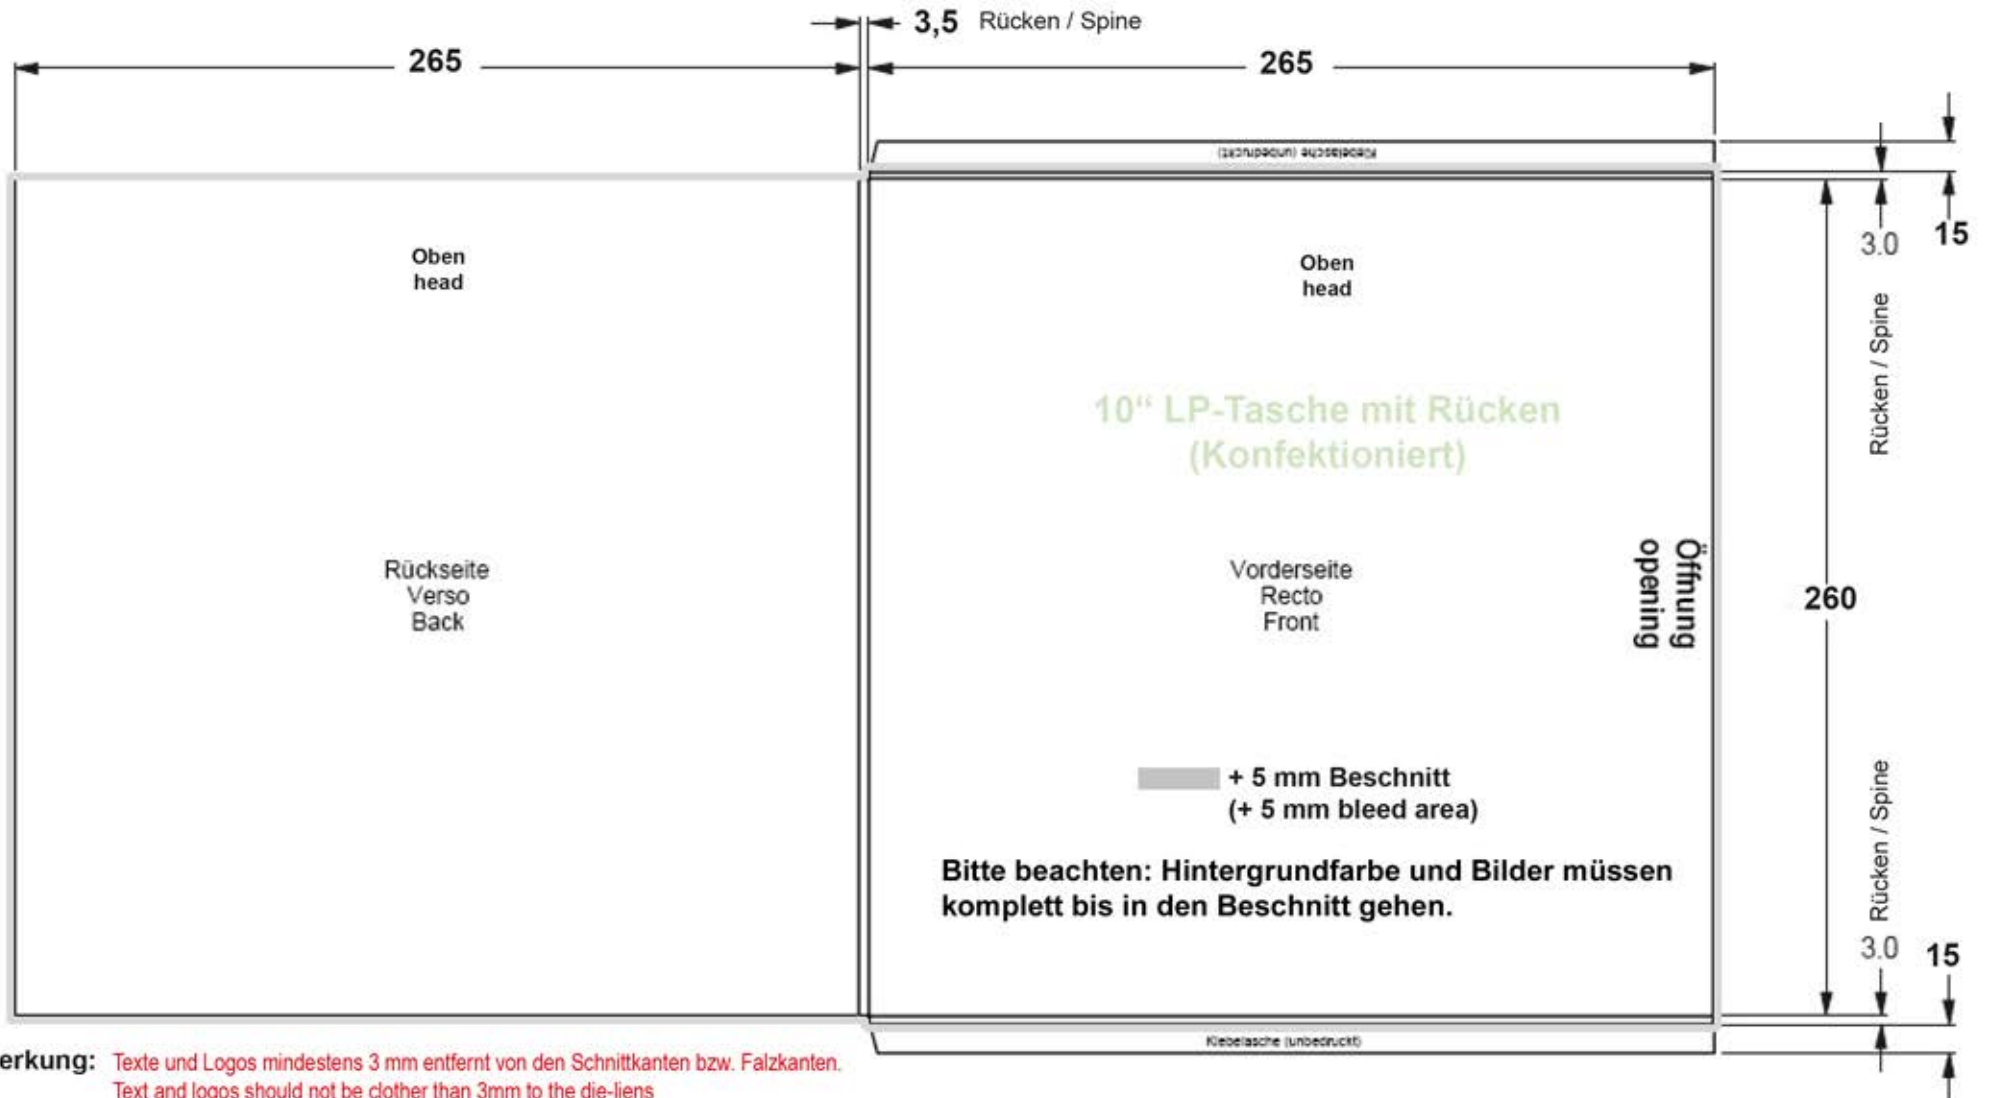 3,5 Rücken / Spine
265
265
Klebelasche (unbedruckt)
Oben
head
Oben
head
3.0
15
Rücken / Spine
10“ LP-Tasche mit Rücken
(Konfektioniert)
Rückseite
Verso
Back
Vorderseite
Recto
Front
Öffnung
opening
260
+ 5 mm Beschnitt
(+ 5 mm bleed area)
Rücken / Spine
Bitte beachten: Hintergrundfarbe und Bilder müssen
komplett bis in den Beschnitt gehen.
3.0
15
Klebelasche (unbedruckt)
erkung: Texte und Logos mindestens 3 mm entfernt von den Schnittkanten bzw. Falzkanten.
Text and logos should not be clother than 3mm to the die-liens